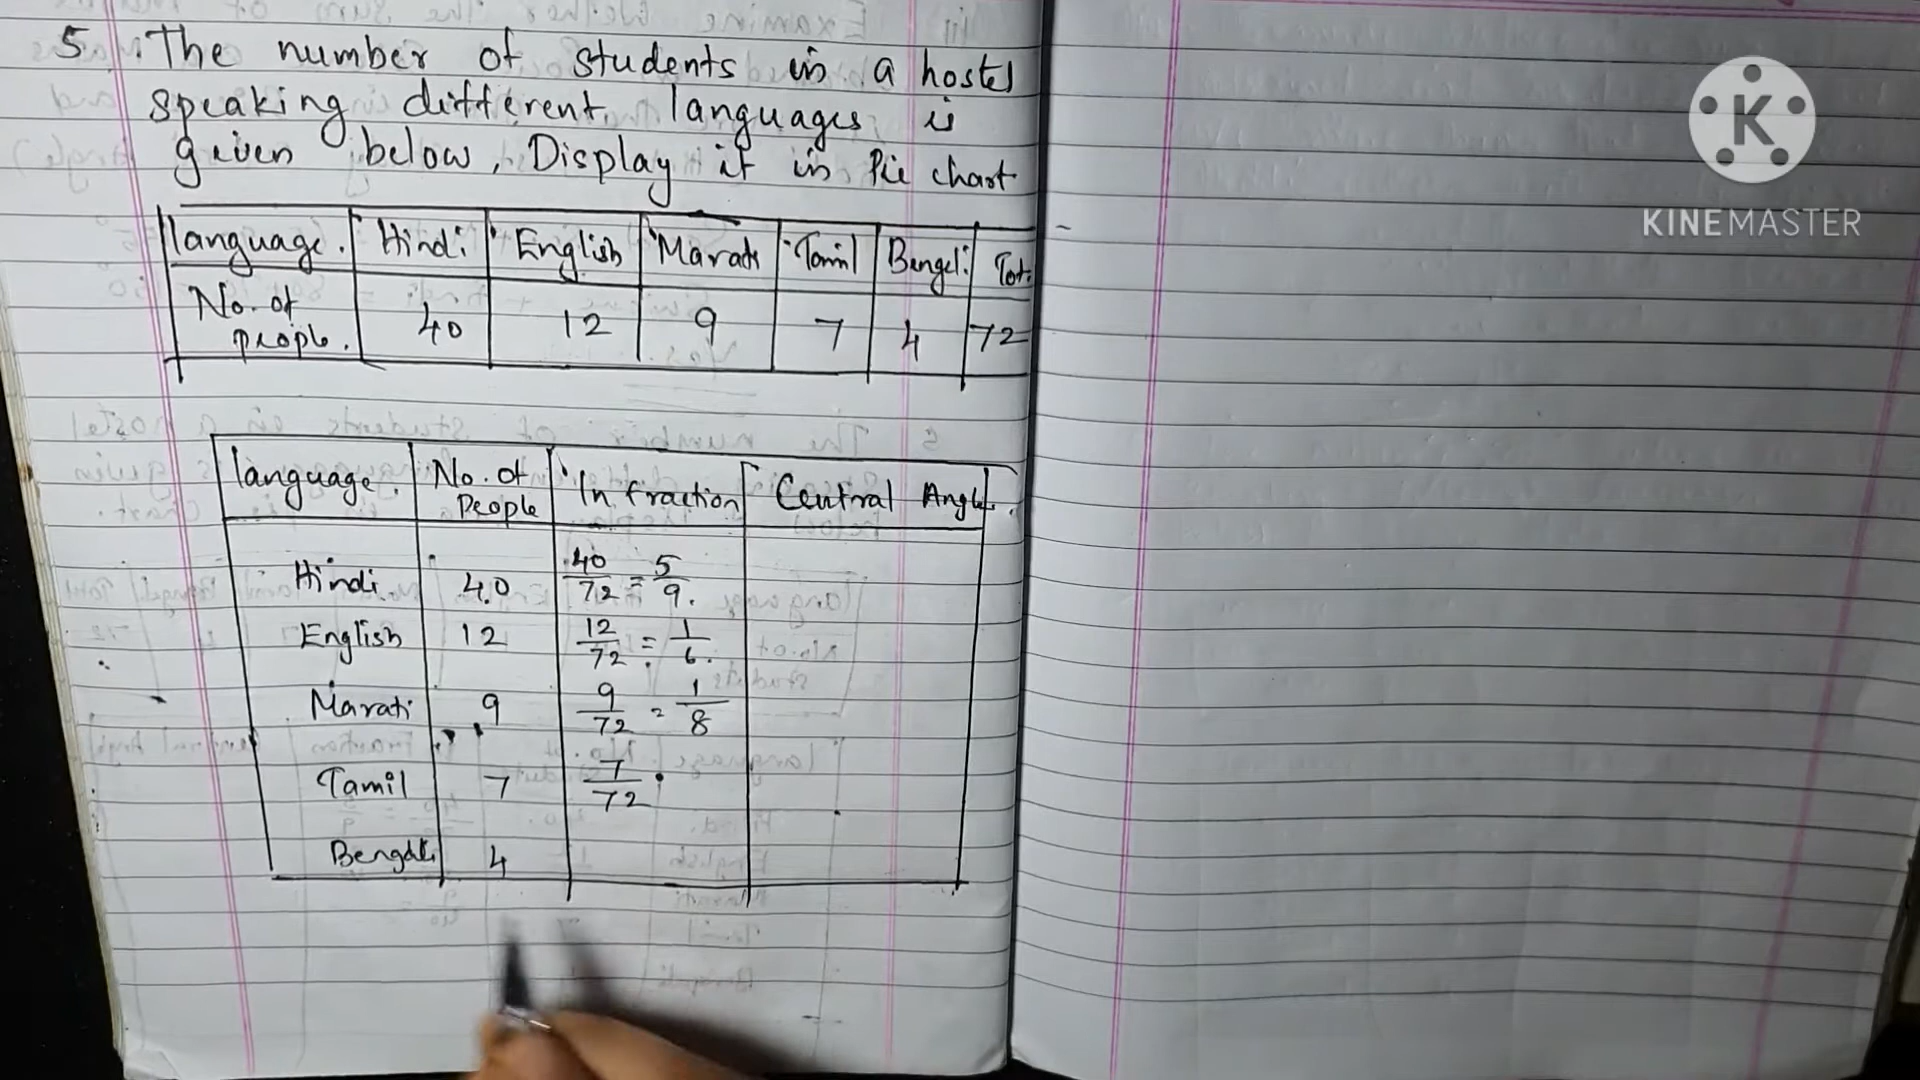 5. The number of students in a hostel
speaking different languages is
given below, Display it in Pie chart
language. Hindi English Marati Tamil Bengali Tot.
No. of people. 40 12 9 7 4 72
language. No. of People In fraction Central Angle.
Hindi 40 40/72 = 5/9.
English 12 12/72 = 1/6.
Marati 9 9/72 = 1/8
Tamil 7 7/72
Bengali 4
K
KINEMASTER